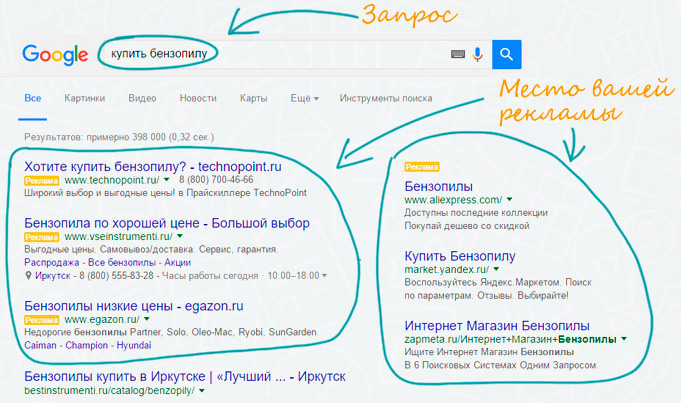 Запрос
Google
купить бензопилу
Место вашей
рекламы
Все Картинки Видео Новости Карты Ещё Инструменты поиска
Результатов: примерно 398 000 (0,32 сек.)
Хотите купить бензопилу? - technopoint.ru
Реклама www.technopoint.ru/ 8 (800) 700-46-66
Широкий выбор и выгодные цены! в Прайскиллере TechnoPoint
Бензопила по хорошей цене - Большой выбор
Реклама www.vseinstrumenti.ru/
Выгодные цены. Самовывоз/доставка. Сервис, гарантия.
Распродажа - Все бензопилы - Акции
Иркутск - 8 (800) 555-83-28 - Часы работы сегодня · 10:00–18:00
Бензопилы низкие цены - egazon.ru
Реклама www.egazon.ru/
Недорогие бензопилы Partner, Solo, Oleo-Mac, Ryobi, SunGarden.
Caiman - Champion - Hyundai
Бензопилы купить в Иркутске | «Лучший ... - Иркутск
bestinstrumenti.ru/catalog/benzopily/
Реклама
Бензопилы
www.aliexpress.com/
Доступны последние коллекции
Покупай дешево со скидкой
Купить Бензопилу
market.yandex.ru/
Воспользуйтесь Яндекс.Маркетом. Поиск
по параметрам. Отзывы. Выбирайте!
Интернет Магазин Бензопилы
zapmeta.ru/Интернет+Магазин+Бензопилы
Ищите Интернет Магазин Бензопилы
В 6 Поисковых Системах Одним Запросом.